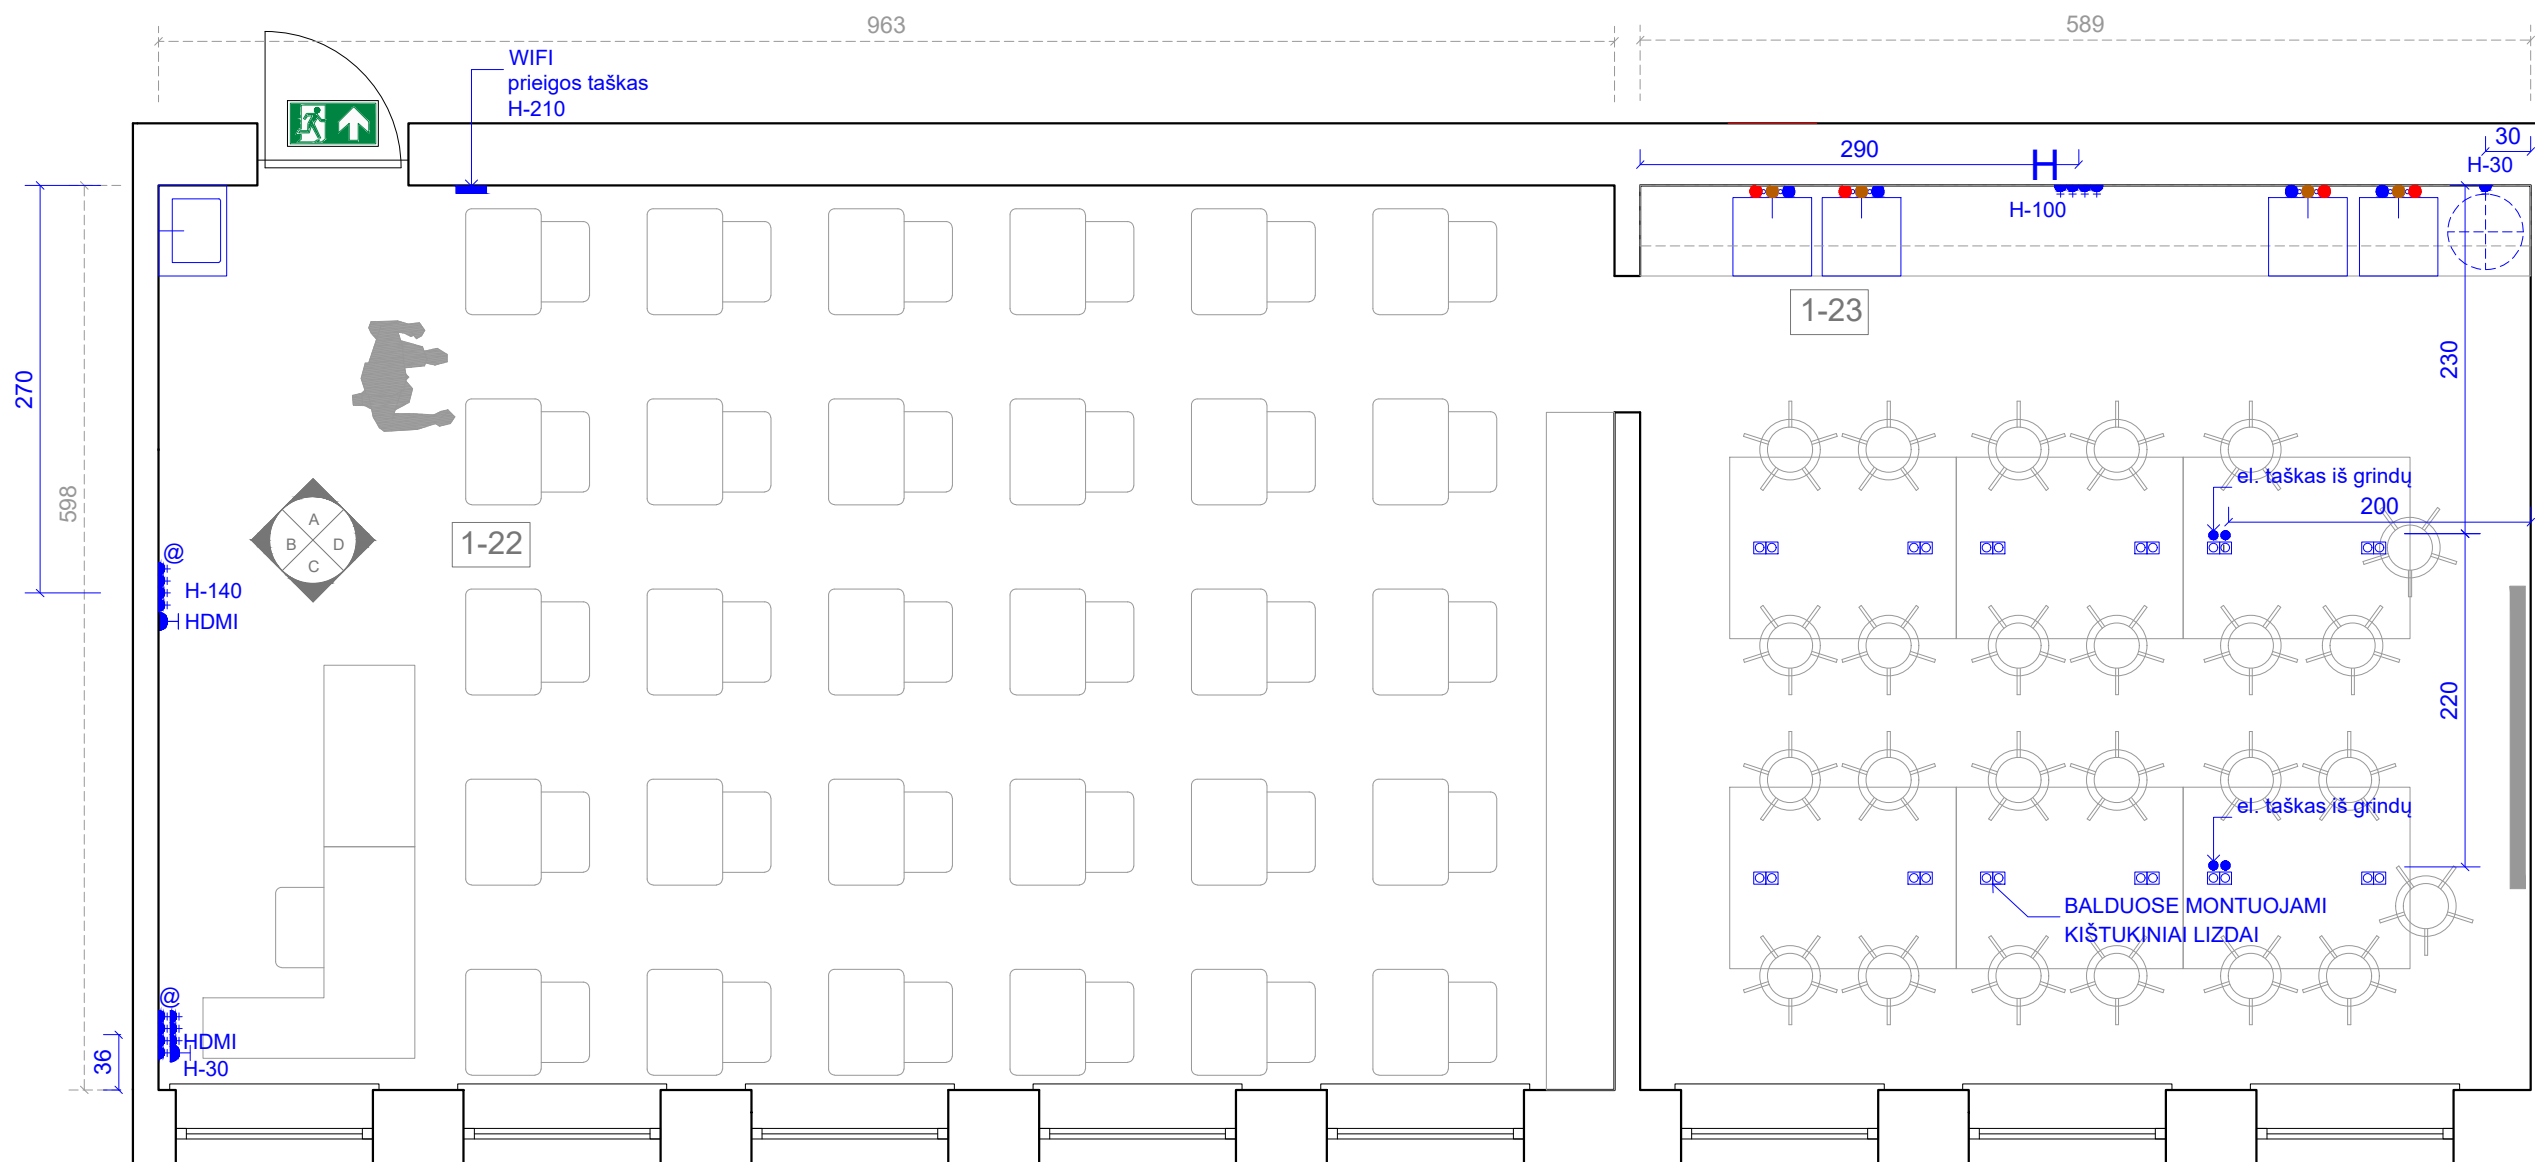 963
589
WIFI
prieigos taškas
H-210
290
H
30
H-30
H-100
1-23
270
230
598
A
B
D
C
1-22
el. taškas iš grindų
200
@
H-140
HDMI
220
el. taškas iš grindų
BALDUOSE MONTUOJAMI
KIŠTUKINIAI LIZDAI
@
HDMI
H-30
36